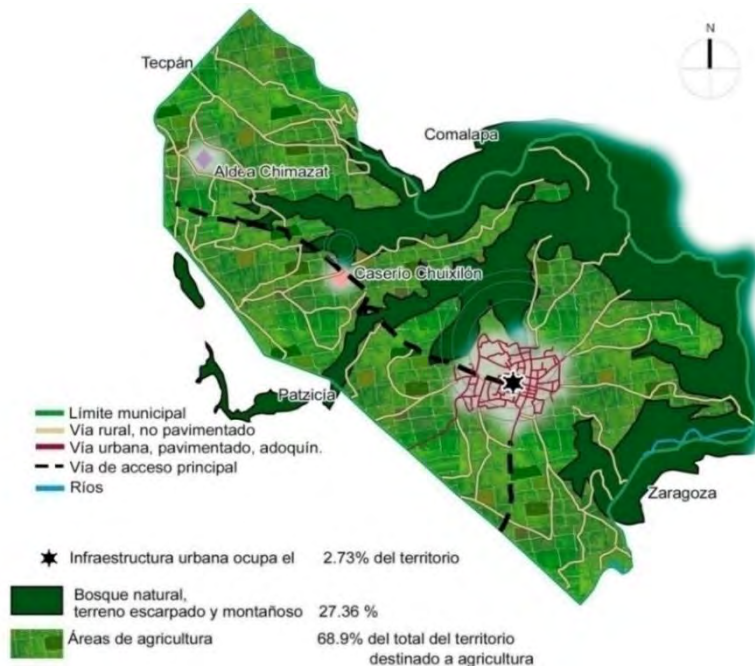 N
Tecpán
Comalapa
Aldea Chimazat
Caserio Chuixilón
Patzicía
Zaragoza
Límite municipal
Vía rural, no pavimentado
Vía urbana, pavimentado, adoquín.
Vía de acceso principal
Ríos
Infraestructura urbana ocupa el 2.73% del territorio
Bosque natural,
terreno escarpado y montañoso 27.36 %
Áreas de agricultura 68.9% del total del territorio
destinado a agricultura